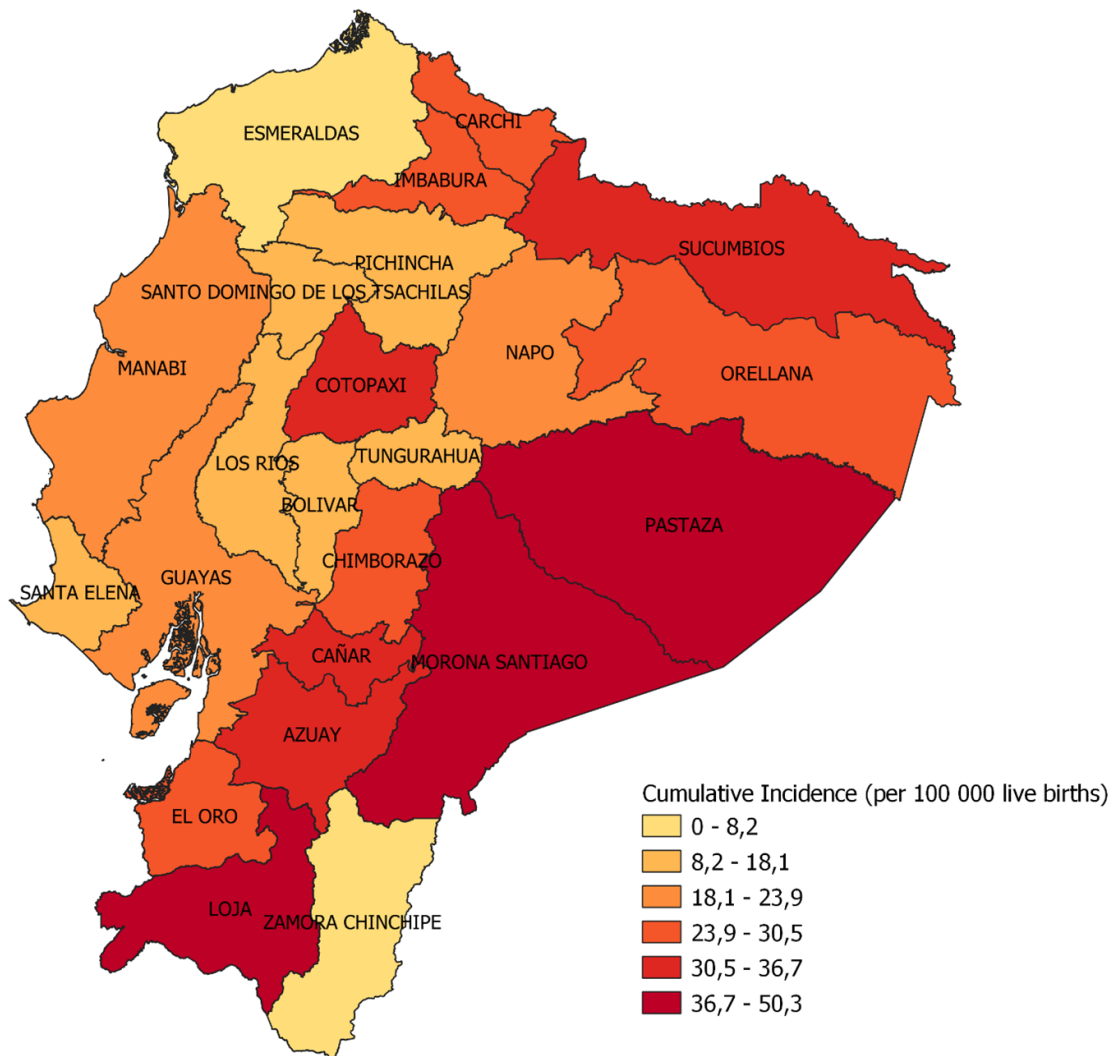 ESMERALDAS
CARCHI
IMBABURA
SUCUMBIOS
PICHINCHA
SANTO DOMINGO DE LOS TSACHILAS
NAPO
MANABI
ORELLANA
COTOPAXI
LOS RIOS
TUNGURAHUA
BOLIVAR
PASTAZA
CHIMBORAZO
GUAYAS
SANTA ELENA
CAÑAR
MORONA SANTIAGO
AZUAY
EL ORO
LOJA
ZAMORA CHINCHIPE
Cumulative Incidence (per 100 000 live births)
0 - 8,2
8,2 - 18,1
18,1 - 23,9
23,9 - 30,5
30,5 - 36,7
36,7 - 50,3